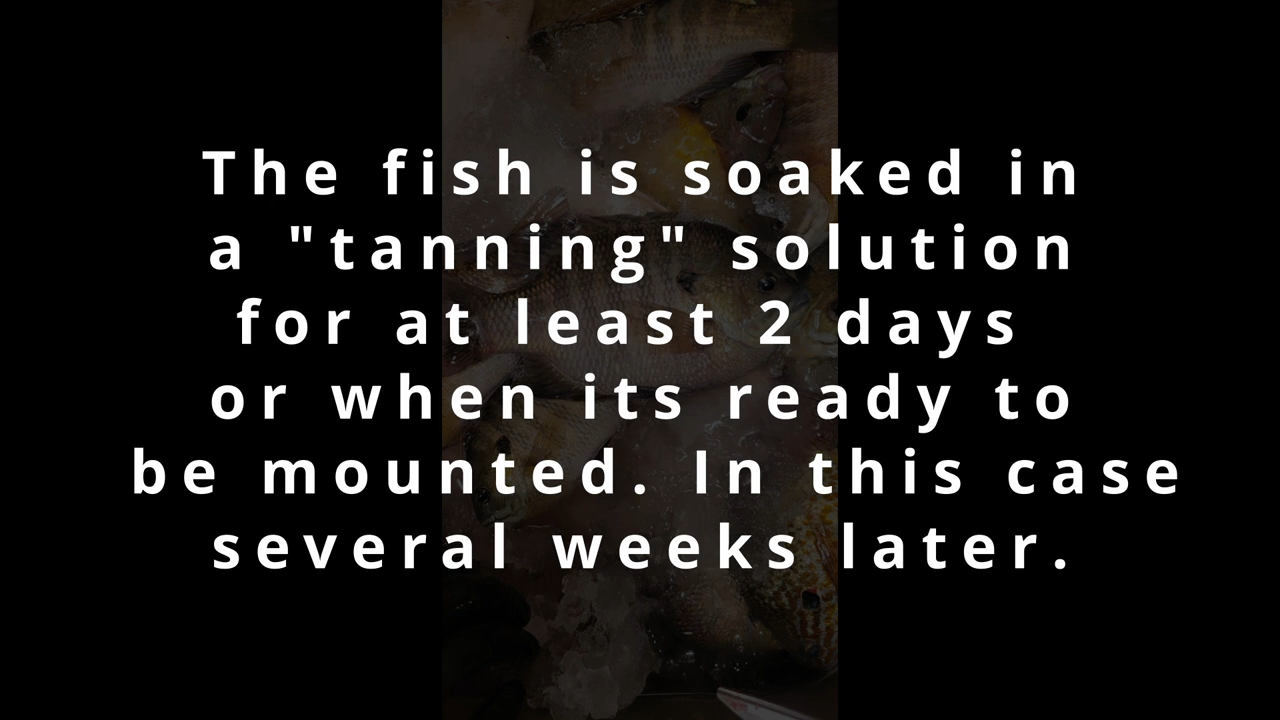 The fish is soaked in
a "tanning" solution
for at least 2 days
or when its ready to
be mounted. In this case
several weeks later.